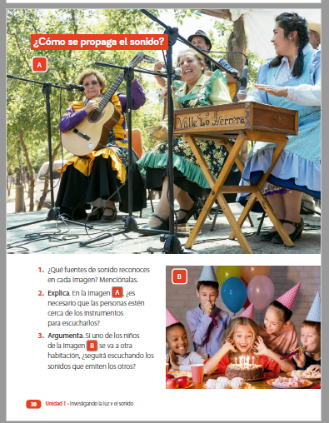 ¿Cómo se propaga el sonido?
A
Valle Lo Hermoso
B
1. ¿Qué fuentes de sonido reconoces
en cada imagen? Menciónalas.
2. Explica. En la imagen A, ¿es
necesario que las personas estén
cerca de los instrumentos
para escucharlos?
3. Argumenta. Si uno de los niños
de la imagen B se va a otra
habitación, ¿seguirá escuchando los
sonidos que emiten los otros?
30 Unidad 1 - Investigando la luz y el sonido